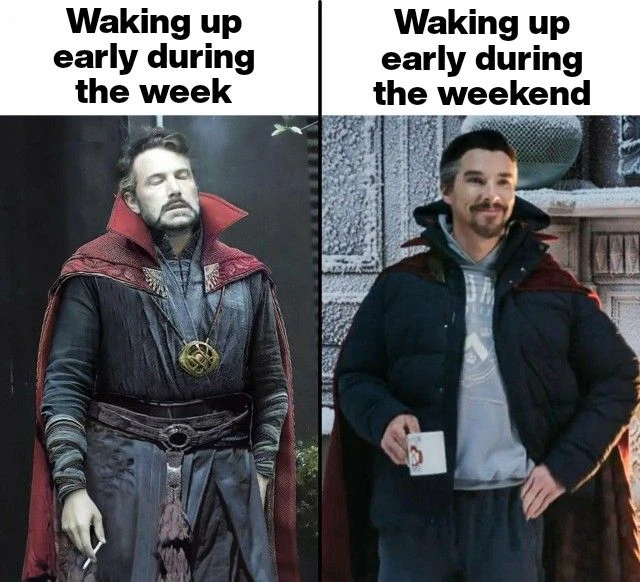 Waking up
early during
the week
Waking up
early during
the weekend